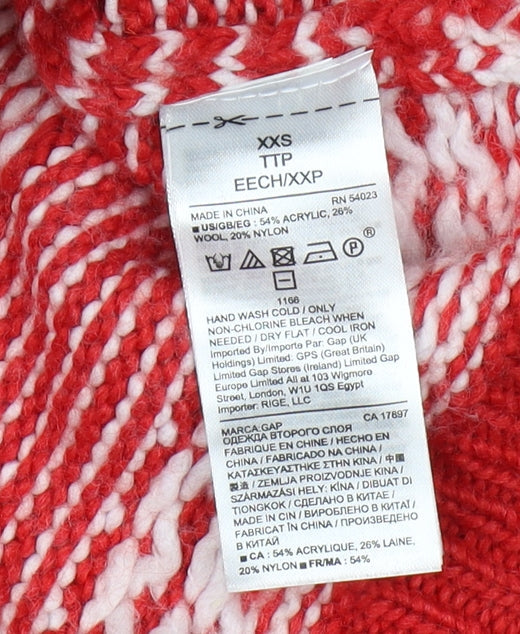 XXS
TTP
EECH/XXP
MADE IN CHINA RN 54023
■ US/GB/EG: 54% ACRYLIC, 26%
WOOL, 20% NYLON
P ®
1166
HAND WASH COLD / ONLY
NON-CHLORINE BLEACH WHEN
NEEDED / DRY FLAT / COOL IRON
Imported By/Importe Par: Gap (UK
Holdings) Limited: GPS (Great Britain)
Limited Gap Stores (Ireland) Limited Gap
Europe Limited All at 103 Wigmore
Street, London, W1U 1QS Egypt
Importer: RIGE, LLC
MARCA:GAP CA 17897
ОДЕЖДА ВТОРОГО СЛОЯ
FABRIQUE EN CHINE / HECHO EN
CHINA / FABRICADO NA CHINA /
ΚΑΤΑΣΚΕΥΑΣΤΗΚΕ ΣΤΗΝ ΚΙΝΑ / 中國
製造 / ZEMLJA PROIZVODNJE KINA /
SZÁRMAZÁSI HELY: KÍNA / DIBUAT DI
TIONGKOK / СДЕЛАНО В КИТАЕ /
MADE IN CIN / ВИРОБЛЕНО В КИТАЇ /
FABRICAT ÎN CHINA / ПРОИЗВЕДЕНО
В КИТАЙ
■ CA : 54% ACRYLIQUE, 26% LAINE,
20% NYLON ■ FR/MA : 54%